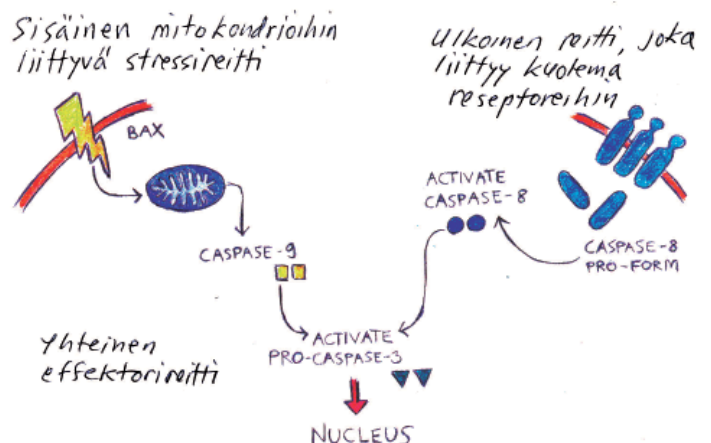 Sisäinen mitokondrioihin
liittyvä stressireitti
Ulkoinen reitti, joka
liittyy kuolema
reseptoreihin
BAX
ACTIVATE
CASPASE-8
CASPASE-9
CASPASE-8
PRO-FORM
Yhteinen
effektorireitti
ACTIVATE
PRO-CASPASE-3
NUCLEUS